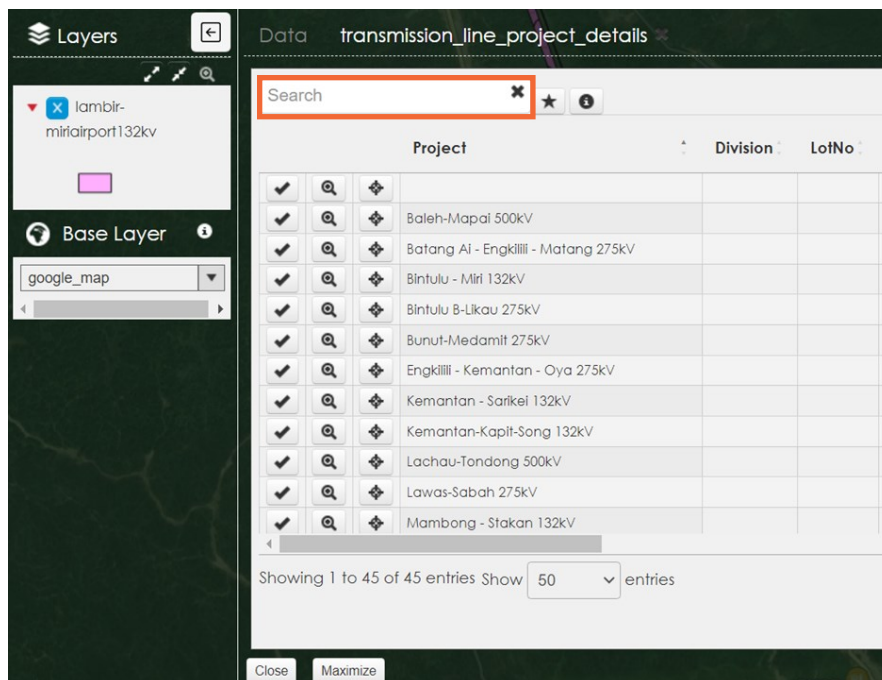 Layers
Data transmission_line_project_details
lambir-
miriairport132kv
Base Layer
google_map
Search
Project Division LotNo
Baleh-Mapai 500kV
Batang Ai - Engkilili - Matang 275kV
Bintulu - Miri 132kV
Bintulu B-Likau 275kV
Bunut-Medamit 275kV
Engkilili - Kemantan - Oya 275kV
Kemantan - Sarikei 132kV
Kemantan-Kapit-Song 132kV
Lachau-Tondong 500kV
Lawas-Sabah 275kV
Mambong - Stakan 132kV
Showing 1 to 45 of 45 entries Show 50 entries
Close Maximize